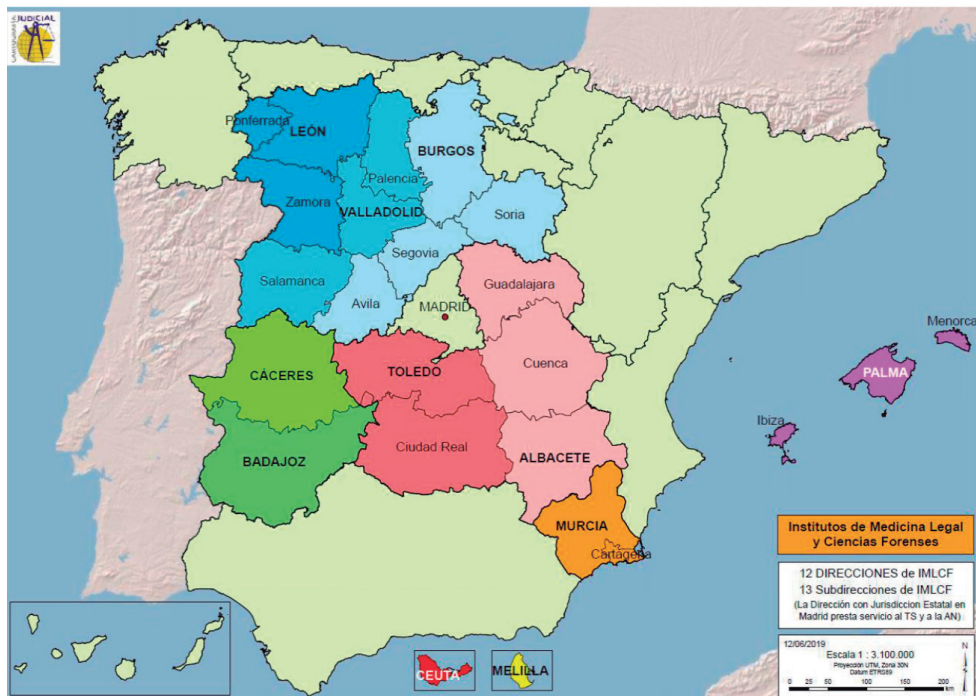 CARTOGRAFÍA
JUDICIAL
Ponferrada
LEÓN
BURGOS
Palencia
Zamora
VALLADOLID
Soria
Segovia
Salamanca
Guadalajara
Avila
MADRID
Menorca
CÁCERES
TOLEDO
Cuenca
PALMA
Ibiza
Ciudad Real
BADAJOZ
ALBACETE
MURCIA
Cartagena
Institutos de Medicina Legal
y Ciencias Forenses
12 DIRECCIONES de IMLCF
13 Subdirecciones de IMLCF
(La Dirección con Jurisdiccion Estatal en
Madrid presta servicio al TS y a la AN)
12/06/2019
Escala 1 : 3.100.000
Proyección UTM, Zona 30N
Datum ETRS89
N
0 25 50 100 150 200
km
CEUTA
MELILLA